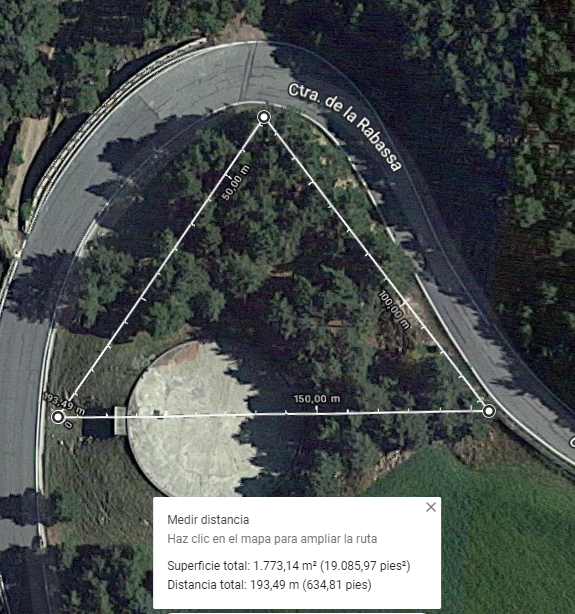 Ctra. de la Rabassa
50,00 m
100,00 m
193,49 m
0
150,00 m
Medir distancia
Haz clic en el mapa para ampliar la ruta
Superficie total: 1.773,14 m² (19.085,97 pies²)
Distancia total: 193,49 m (634,81 pies)